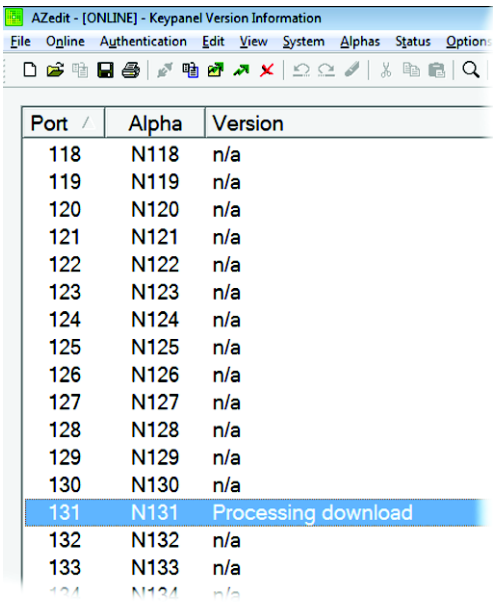 AZedit - [ONLINE] - Keypanel Version Information
File Online Authentication Edit View System Alphas Status Options
Port Alpha Version
118 N118 n/a
119 N119 n/a
120 N120 n/a
121 N121 n/a
122 N122 n/a
123 N123 n/a
124 N124 n/a
125 N125 n/a
126 N126 n/a
127 N127 n/a
128 N128 n/a
129 N129 n/a
130 N130 n/a
131 N131 Processing download
132 N132 n/a
133 N133 n/a
134 N134 n/a